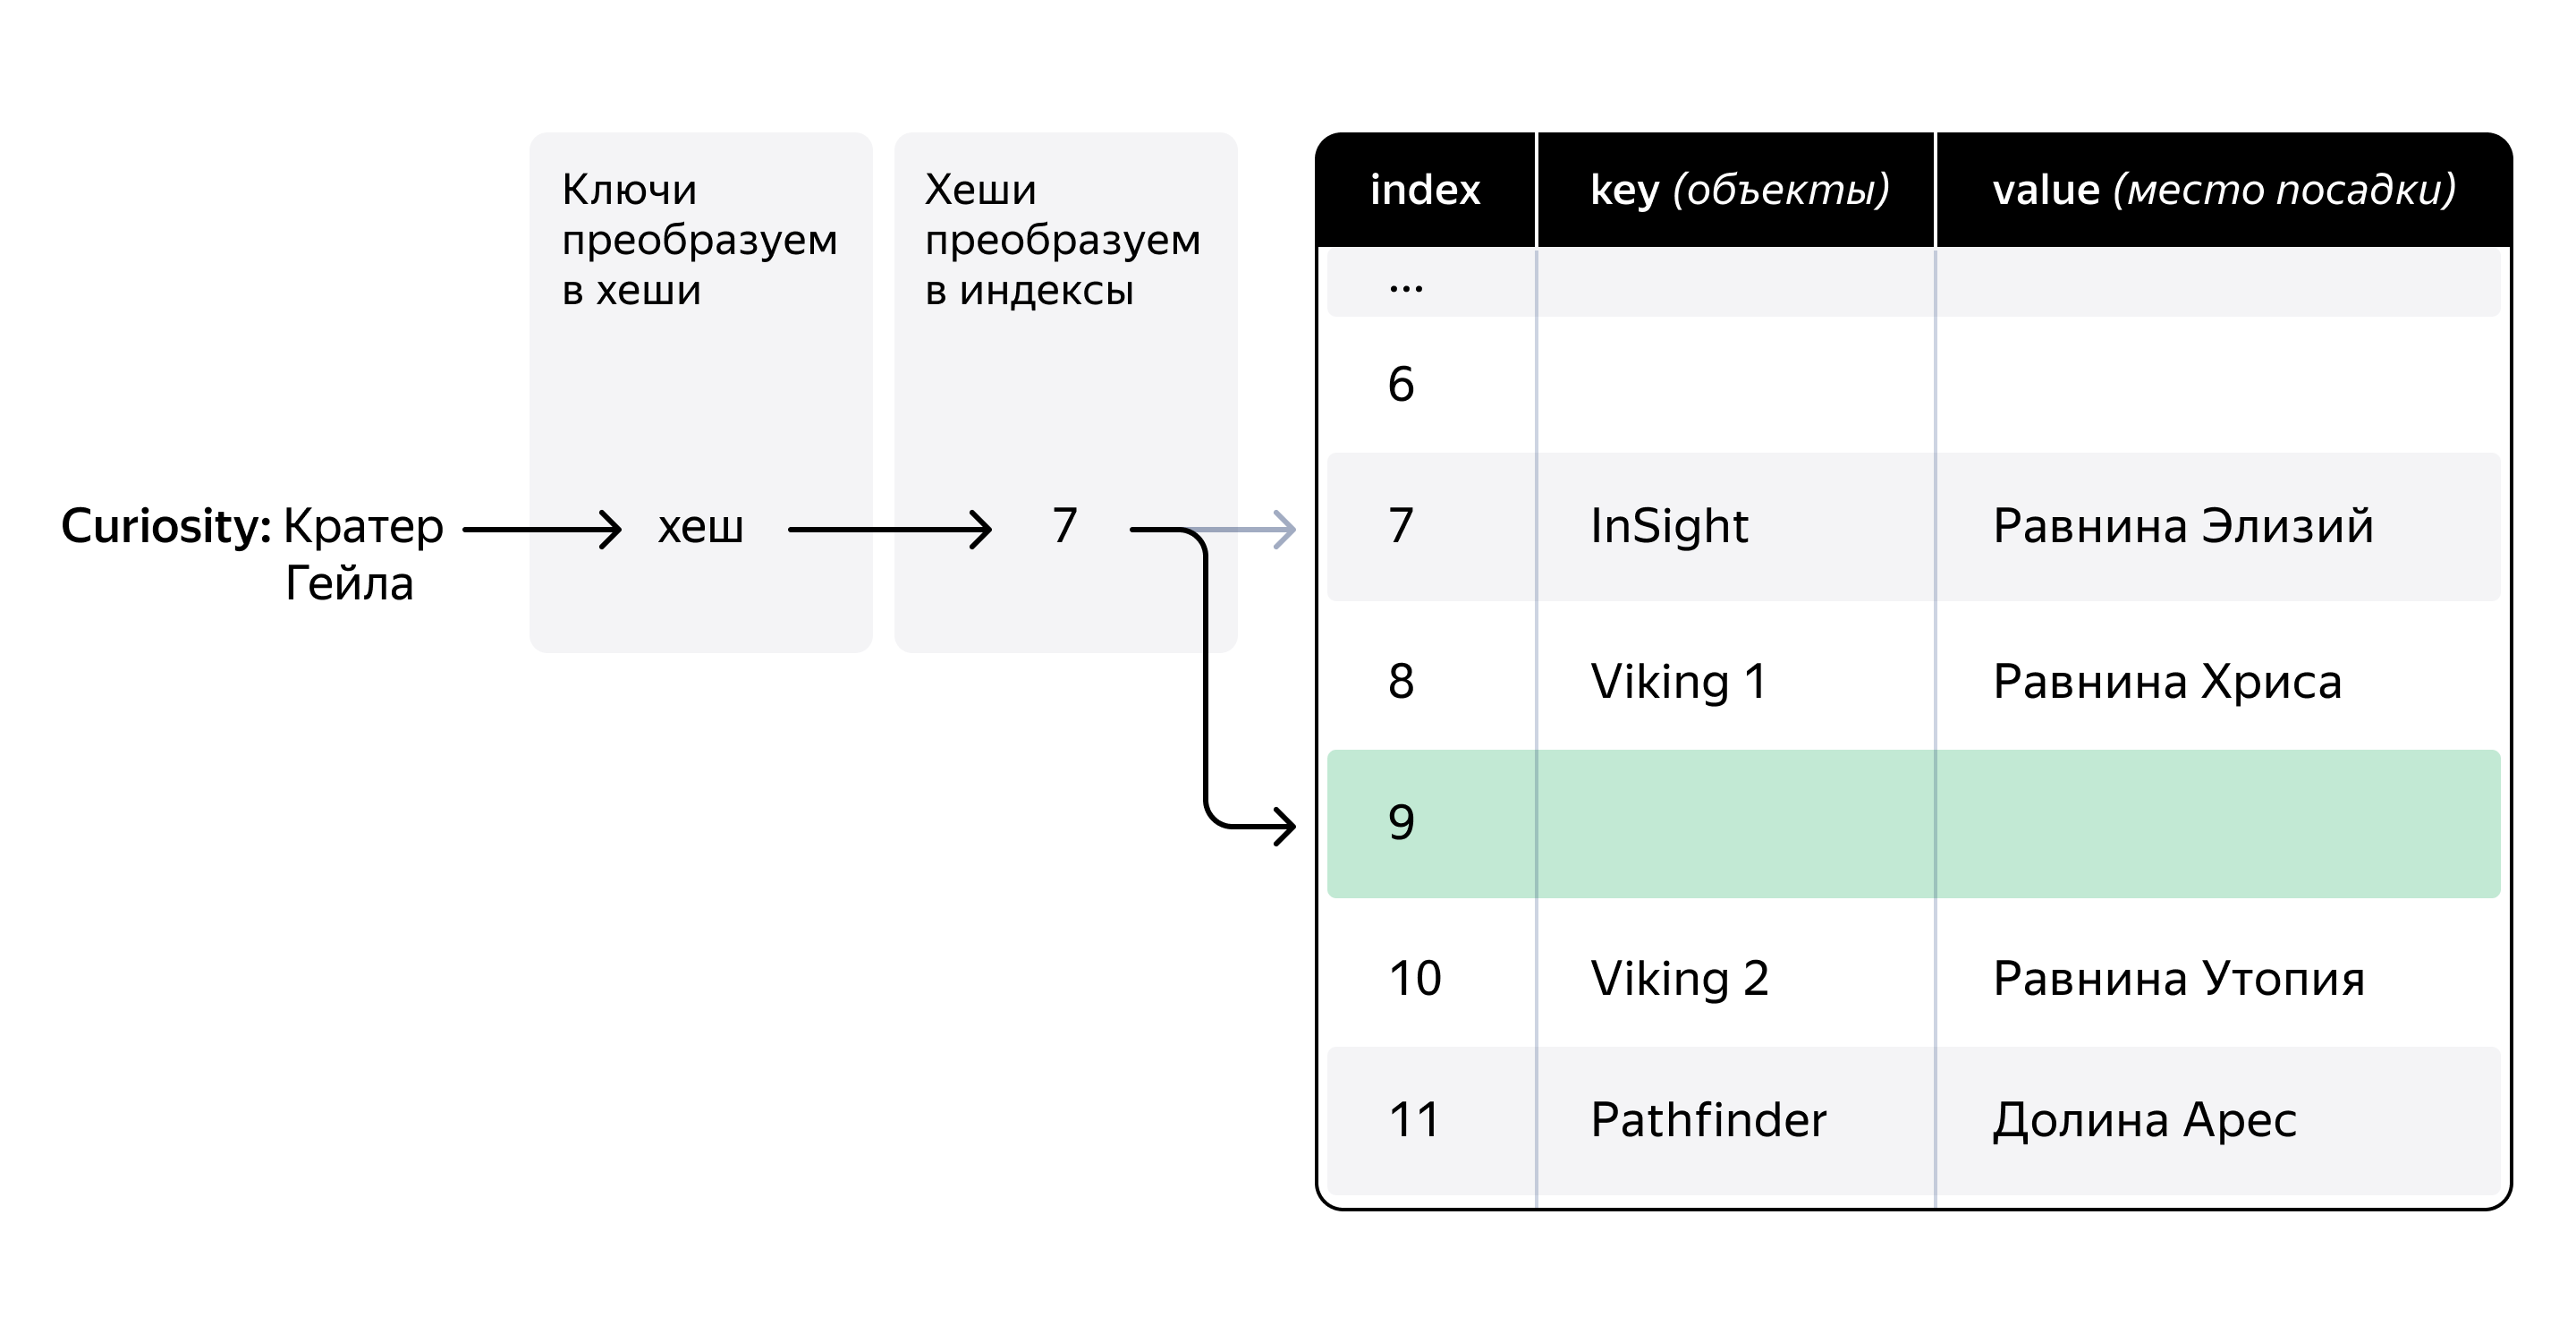 Ключи
преобразуем
в хеши
Хеши
преобразуем
в индексы
Curiosity: Кратер
Гейла
хеш
7
index key (объекты) value (место посадки)
...
6
7 InSight Равнина Элизий
8 Viking 1 Равнина Хриса
9
10 Viking 2 Равнина Утопия
11 Pathfinder Долина Арес